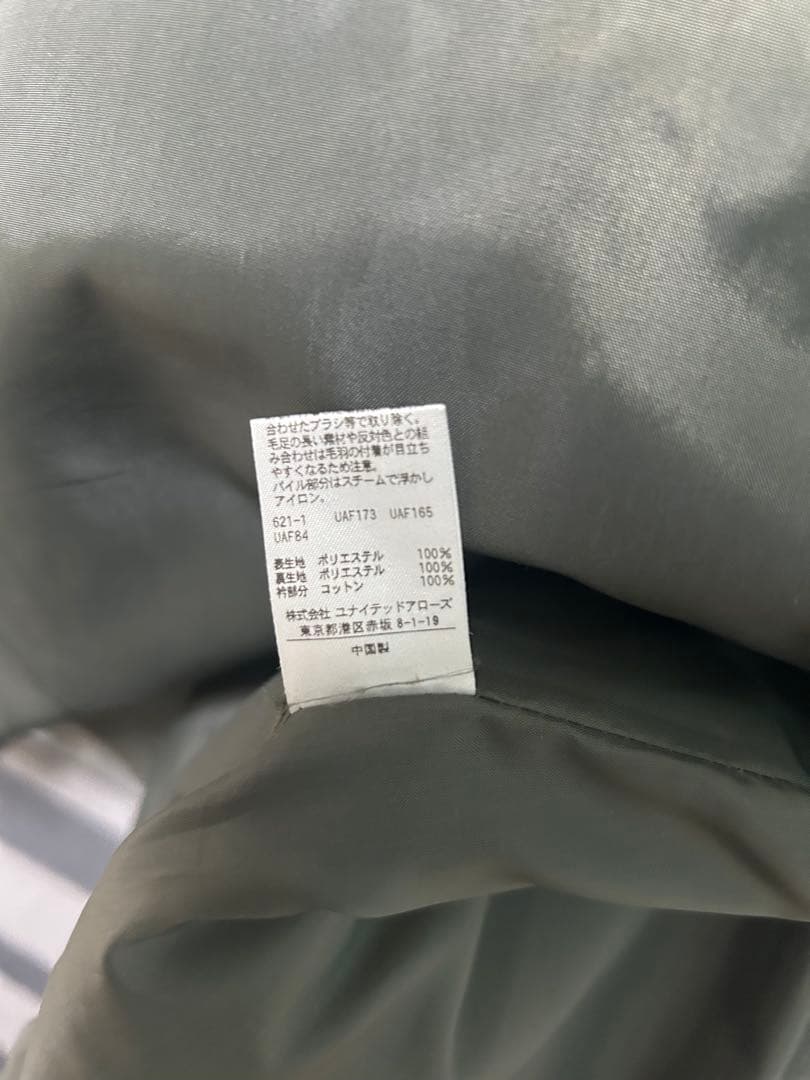 合わせたブラシ等で取り除く。
毛足の長い素材や反対色との組
み合わせは毛羽の付着が目立ち
やすくなるため注意。
パイル部分はスチームで浮かし
アイロン。
621-1 UAF173 UAF165
UAF84
表生地 ポリエステル 100%
裏生地 ポリエステル 100%
衿部分 コットン 100%
株式会社 ユナイテッドアローズ
東京都港区赤坂 8-1-19
中国製